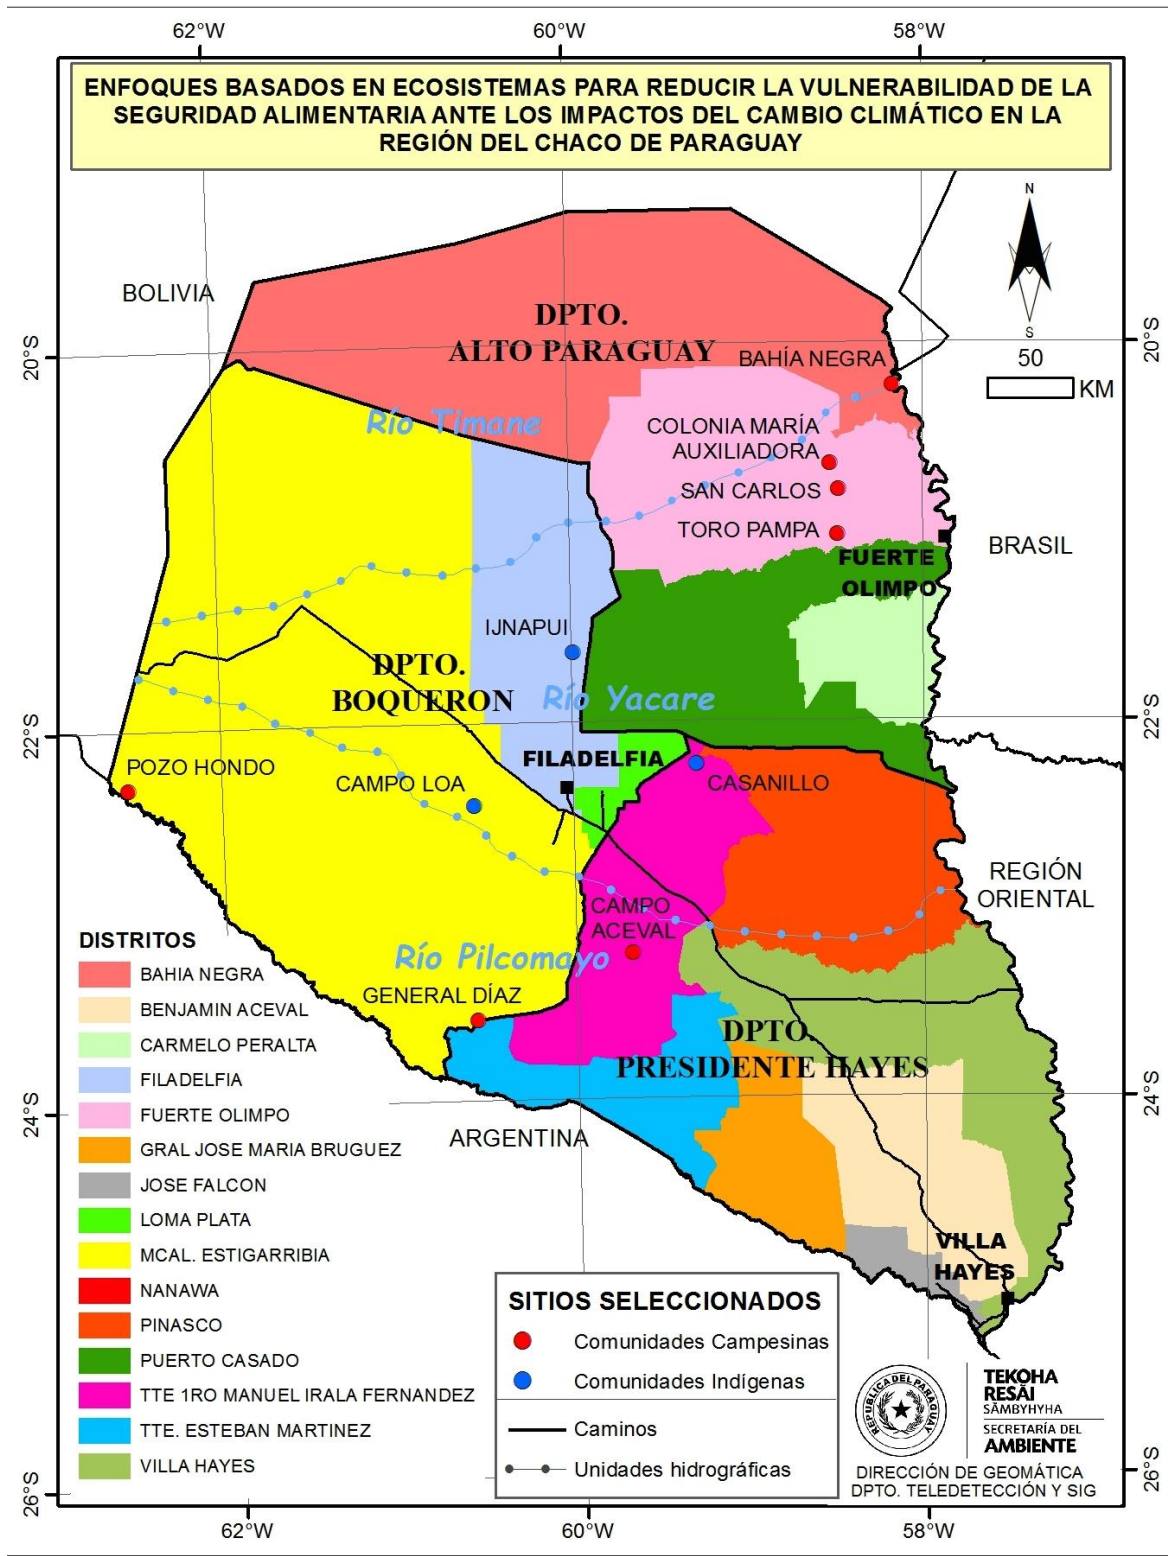 62°W
60°W
58°W
ENFOQUES BASADOS EN ECOSISTEMAS PARA REDUCIR LA VULNERABILIDAD DE LA
SEGURIDAD ALIMENTARIA ANTE LOS IMPACTOS DEL CAMBIO CLIMÁTICO EN LA
REGIÓN DEL CHACO DE PARAGUAY
N
S
50
KM
20°S
20°S
BOLIVIA
DPTO.
ALTO PARAGUAY
BAHÍA NEGRA
Río Timane
COLONIA MARÍA
AUXILIADORA
SAN CARLOS
TORO PAMPA
BRASIL
FUERTE
OLIMPO
IJNAPUI
DPTO.
BOQUERON
Río Yacare
22°S
22°S
POZO HONDO
FILADELFIA
CAMPO LOA
CASANILLO
REGIÓN
ORIENTAL
CAMPO
ACEVAL
Río Pilcomayo
GENERAL DÍAZ
DPTO.
PRESIDENTE HAYES
24°S
24°S
ARGENTINA
VILLA
HAYES
DISTRITOS
BAHIA NEGRA
BENJAMIN ACEVAL
CARMELO PERALTA
FILADELFIA
FUERTE OLIMPO
GRAL JOSE MARIA BRUGUEZ
JOSE FALCON
LOMA PLATA
MCAL. ESTIGARRIBIA
NANAWA
PINASCO
PUERTO CASADO
TTE 1RO MANUEL IRALA FERNANDEZ
TTE. ESTEBAN MARTINEZ
VILLA HAYES
SITIOS SELECCIONADOS
Comunidades Campesinas
Comunidades Indígenas
Caminos
Unidades hidrográficas
REPUBLICA DEL PARAGUAY
TEKOHA
RESÃI
SÃMBYHYHA
SECRETARÍA DEL
AMBIENTE
DIRECCIÓN DE GEOMÁTICA
DPTO. TELEDETECCIÓN Y SIG
26°S
26°S
62°W
60°W
58°W